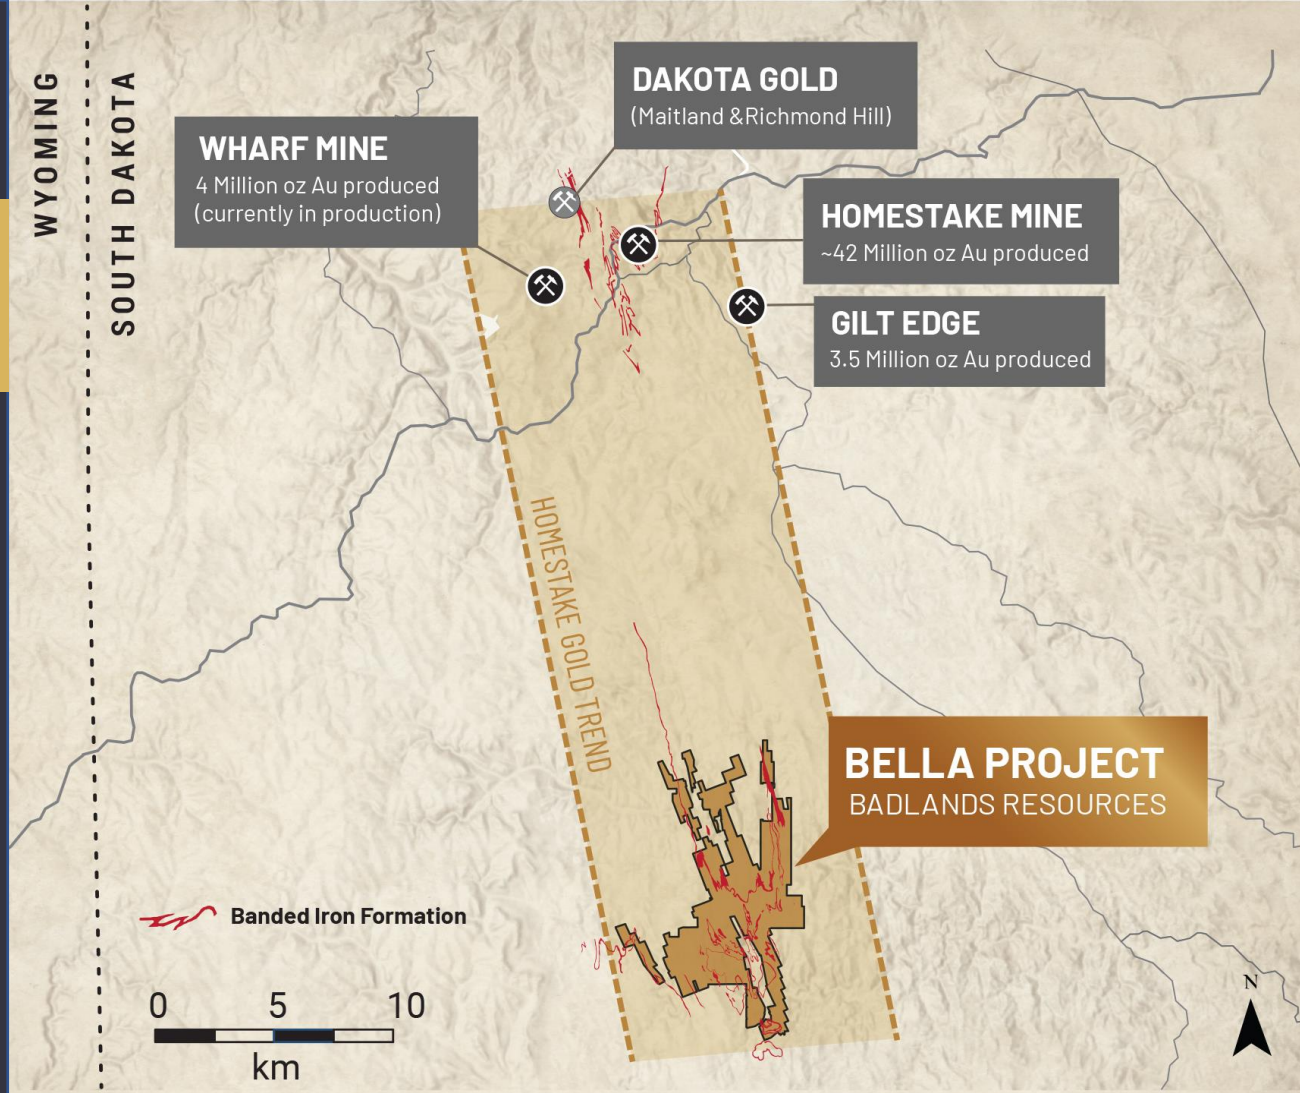 WYOMING
SOUTH DAKOTA
DAKOTA GOLD
(Maitland &Richmond Hill)
WHARF MINE
4 Million oz Au produced
(currently in production)
HOMESTAKE MINE
~42 Million oz Au produced
GILT EDGE
3.5 Million oz Au produced
HOMESTAKE GOLD TREND
BELLA PROJECT
BADLANDS RESOURCES
Banded Iron Formation
0 5 10
km
N